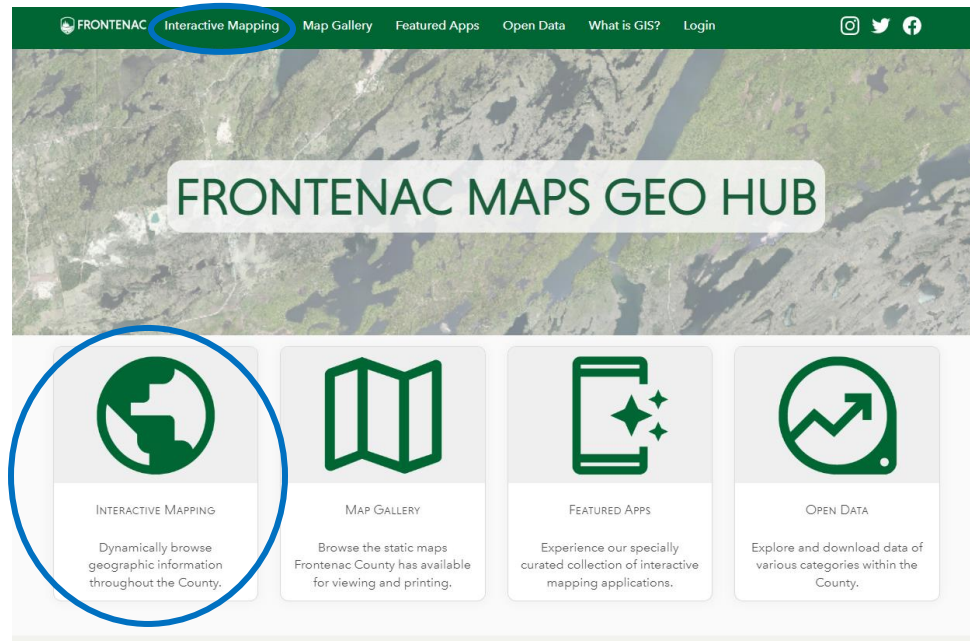 FRONTENAC Interactive Mapping Map Gallery Featured Apps Open Data What is GIS? Login
FRONTENAC MAPS GEO HUB
Interactive Mapping
Dynamically browse
geographic information
throughout the County.
Map Gallery
Browse the static maps
Frontenac County has available
for viewing and printing.
Featured Apps
Experience our specially
curated collection of interactive
mapping applications.
Open Data
Explore and download data of
various categories within the
County.